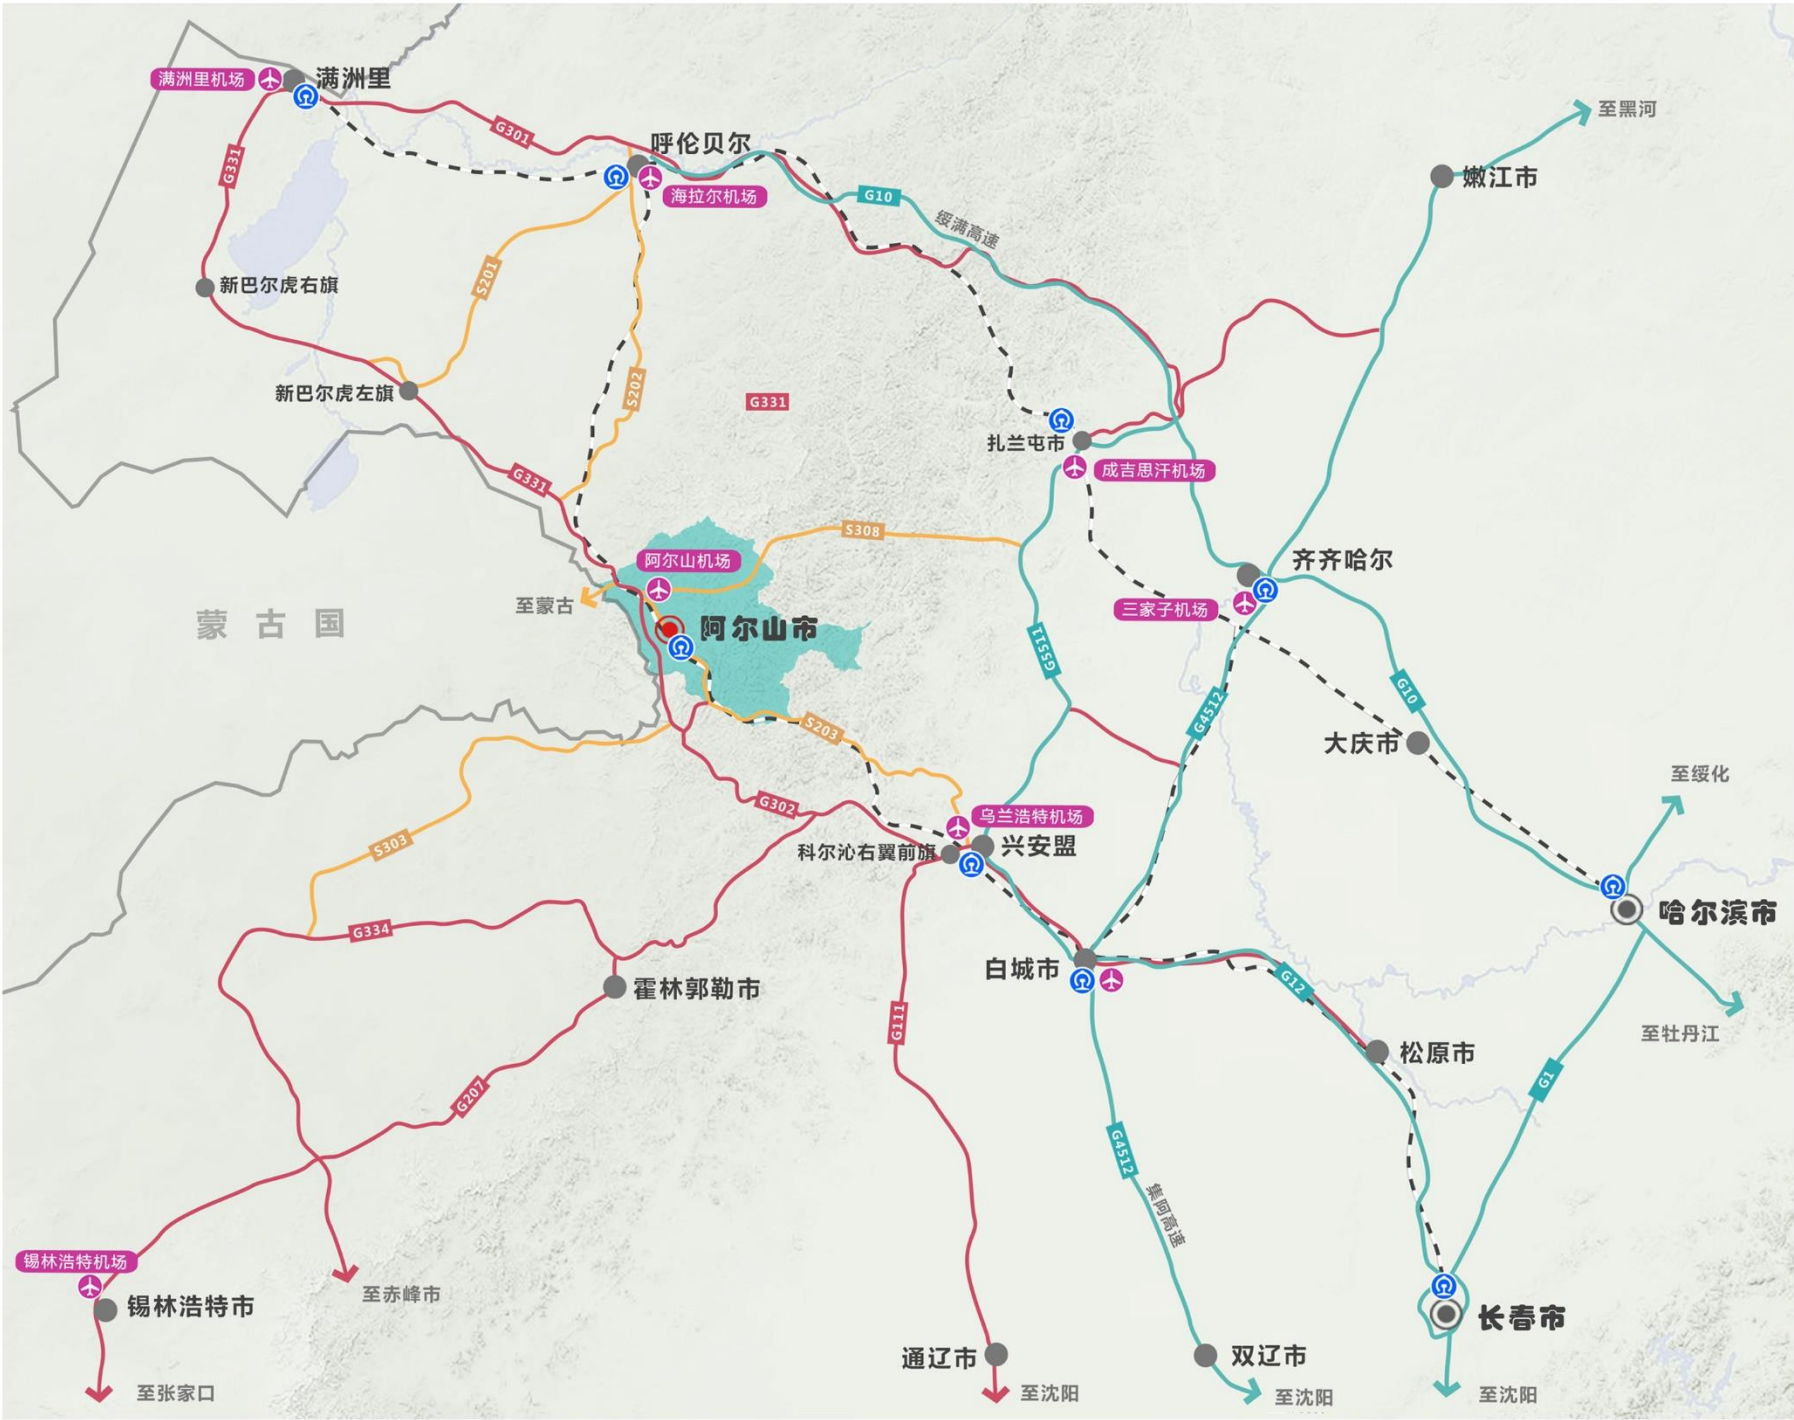 满洲里机场
满洲里
G301
G331
呼伦贝尔
海拉尔机场
G10
绥满高速
至黑河
嫩江市
新巴尔虎右旗
S201
新巴尔虎左旗
S202
G331
扎兰屯市
成吉思汗机场
G331
S308
阿尔山机场
至蒙古
阿尔山市
蒙古国
齐齐哈尔
三家子机场
G5511
G4512
G10
大庆市
S203
至绥化
G302
乌兰浩特机场
科尔沁右翼前旗
兴安盟
S303
G334
哈尔滨市
白城市
霍林郭勒市
G12
G111
至牡丹江
松原市
G1
G207
G4512
集阿高速
锡林浩特机场
锡林浩特市
至赤峰市
长春市
通辽市
双辽市
至张家口
至沈阳
至沈阳
至沈阳